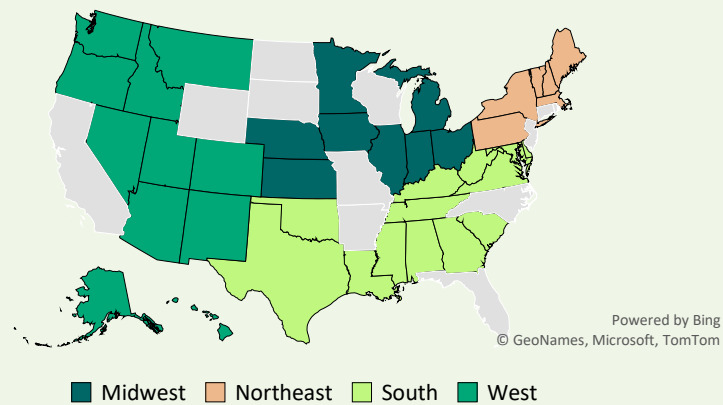 Powered by Bing
© GeoNames, Microsoft, TomTom
Midwest Northeast South West